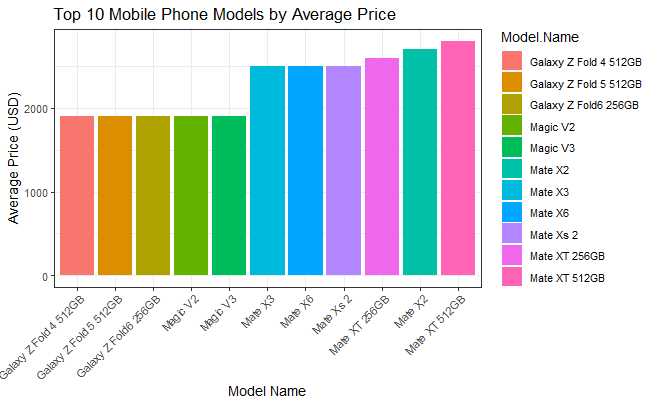 Top 10 Mobile Phone Models by Average Price
Average Price (USD)
2000
1000
0
Galaxy Z Fold 4 512GB
Galaxy Z Fold 5 512GB
Galaxy Z Fold6 256GB
Magic V2
Magic V3
Mate X3
Mate X6
Mate Xs 2
Mate XT 256GB
Mate X2
Mate XT 512GB
Model Name
Model.Name
Galaxy Z Fold 4 512GB
Galaxy Z Fold 5 512GB
Galaxy Z Fold6 256GB
Magic V2
Magic V3
Mate X2
Mate X3
Mate X6
Mate Xs 2
Mate XT 256GB
Mate XT 512GB